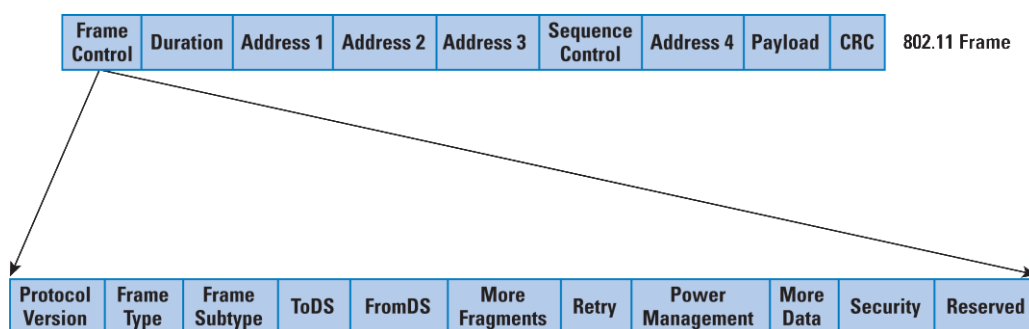 Frame Control Duration Address 1 Address 2 Address 3 Sequence Control Address 4 Payload CRC 802.11 Frame
Protocol Version Frame Type Frame Subtype ToDS FromDS More Fragments Retry Power Management More Data Security Reserved